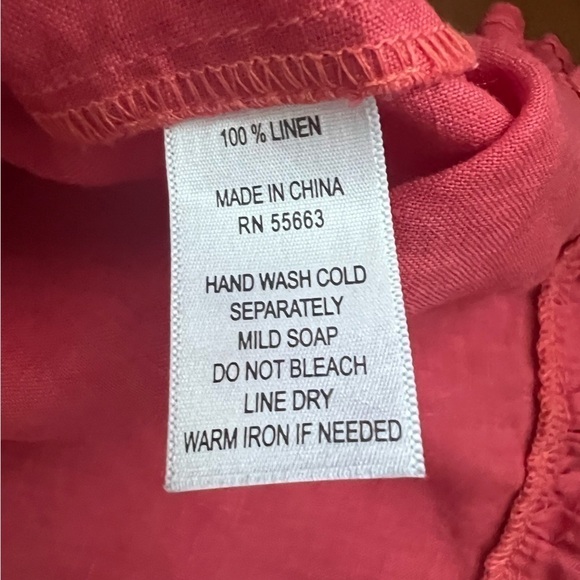 100 % LINEN
MADE IN CHINA
RN 55663
HAND WASH COLD
SEPARATELY
MILD SOAP
DO NOT BLEACH
LINE DRY
WARM IRON IF NEEDED